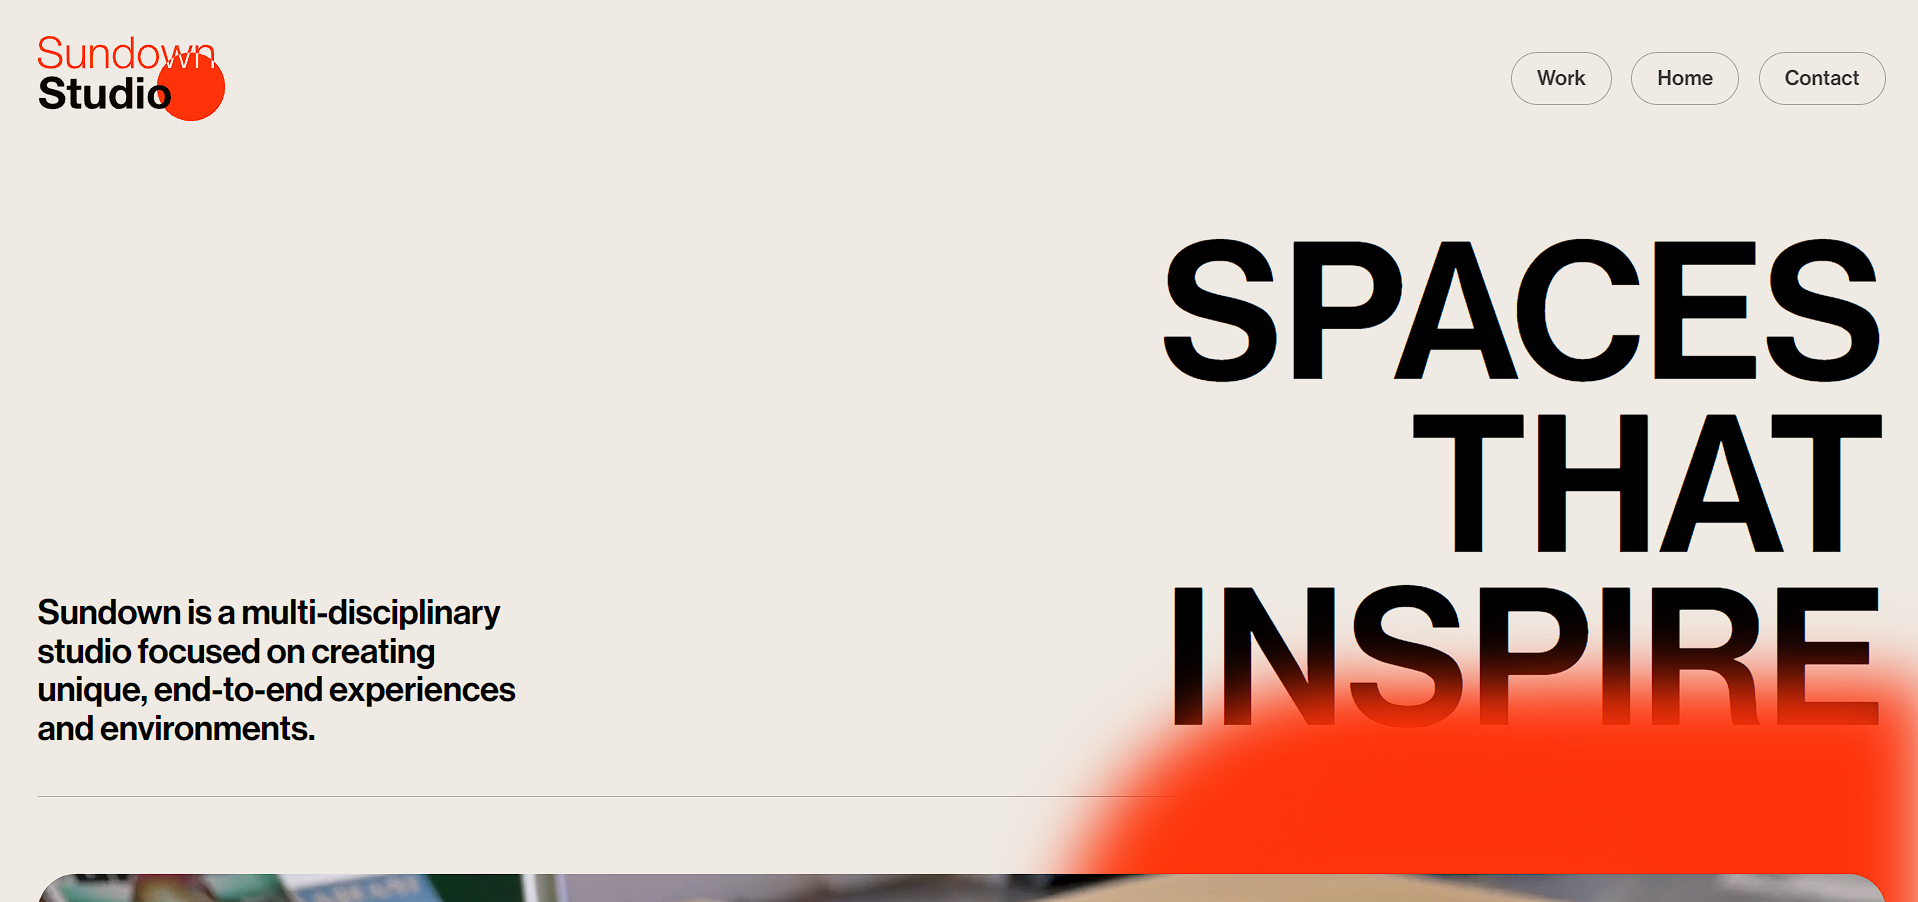 Sundown
Studio
Work
Home
Contact
SPACES
THAT
INSPIRE
Sundown is a multi-disciplinary
studio focused on creating
unique, end-to-end experiences
and environments.